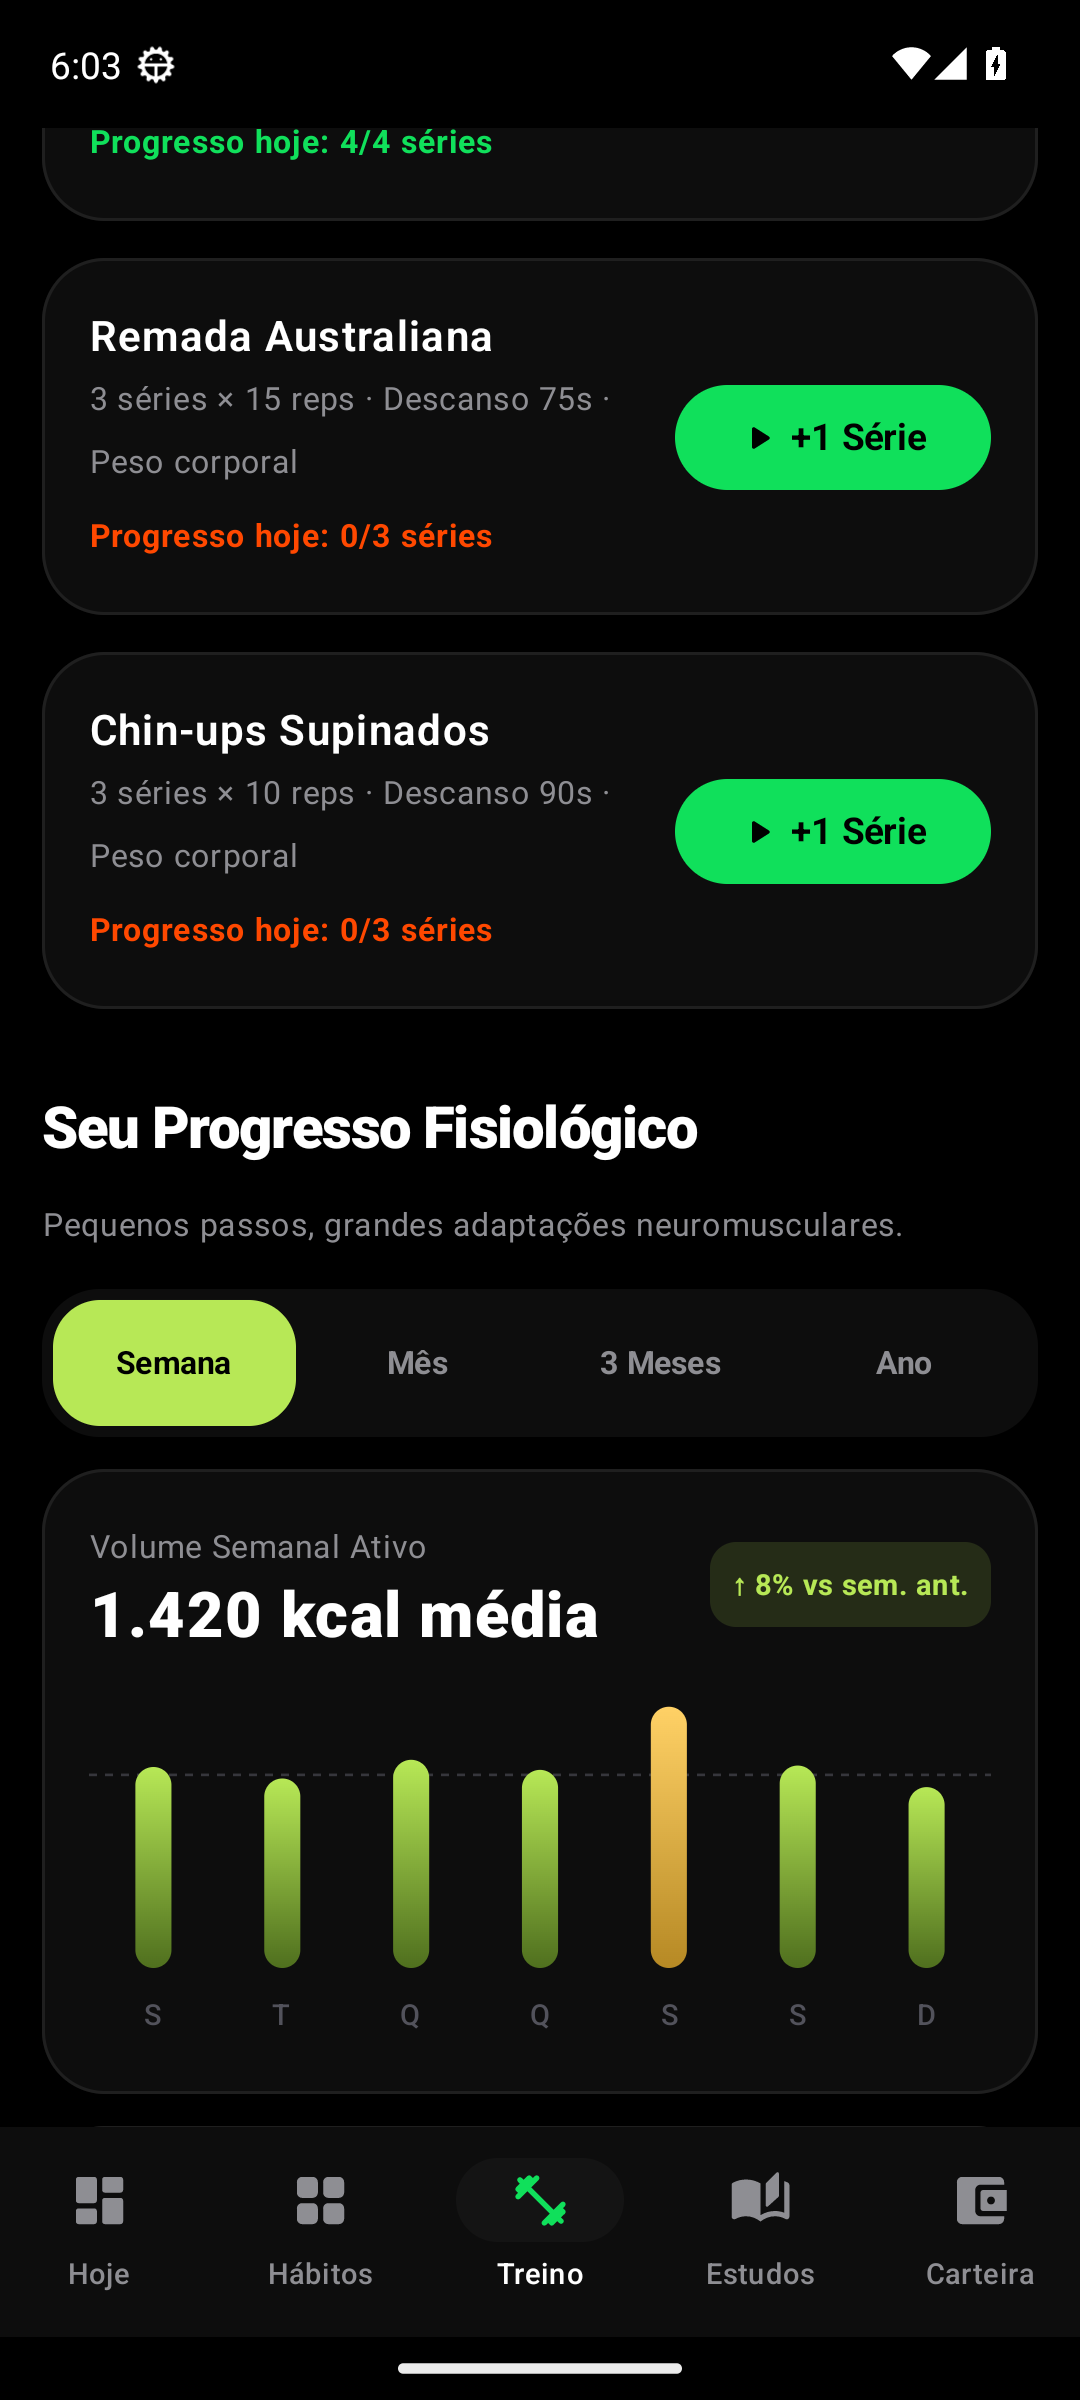 6:03
Progresso hoje: 4/4 séries
Remada Australiana
3 séries × 15 reps · Descanso 75s ·
Peso corporal
+1 Série
Progresso hoje: 0/3 séries
Chin-ups Supinados
3 séries × 10 reps · Descanso 90s ·
Peso corporal
+1 Série
Progresso hoje: 0/3 séries
Seu Progresso Fisiológico
Pequenos passos, grandes adaptações neuromusculares.
Semana Mês 3 Meses Ano
Volume Semanal Ativo
1.420 kcal média
↑ 8% vs sem. ant.
S T Q Q S S D
Hoje Hábitos Treino Estudos Carteira